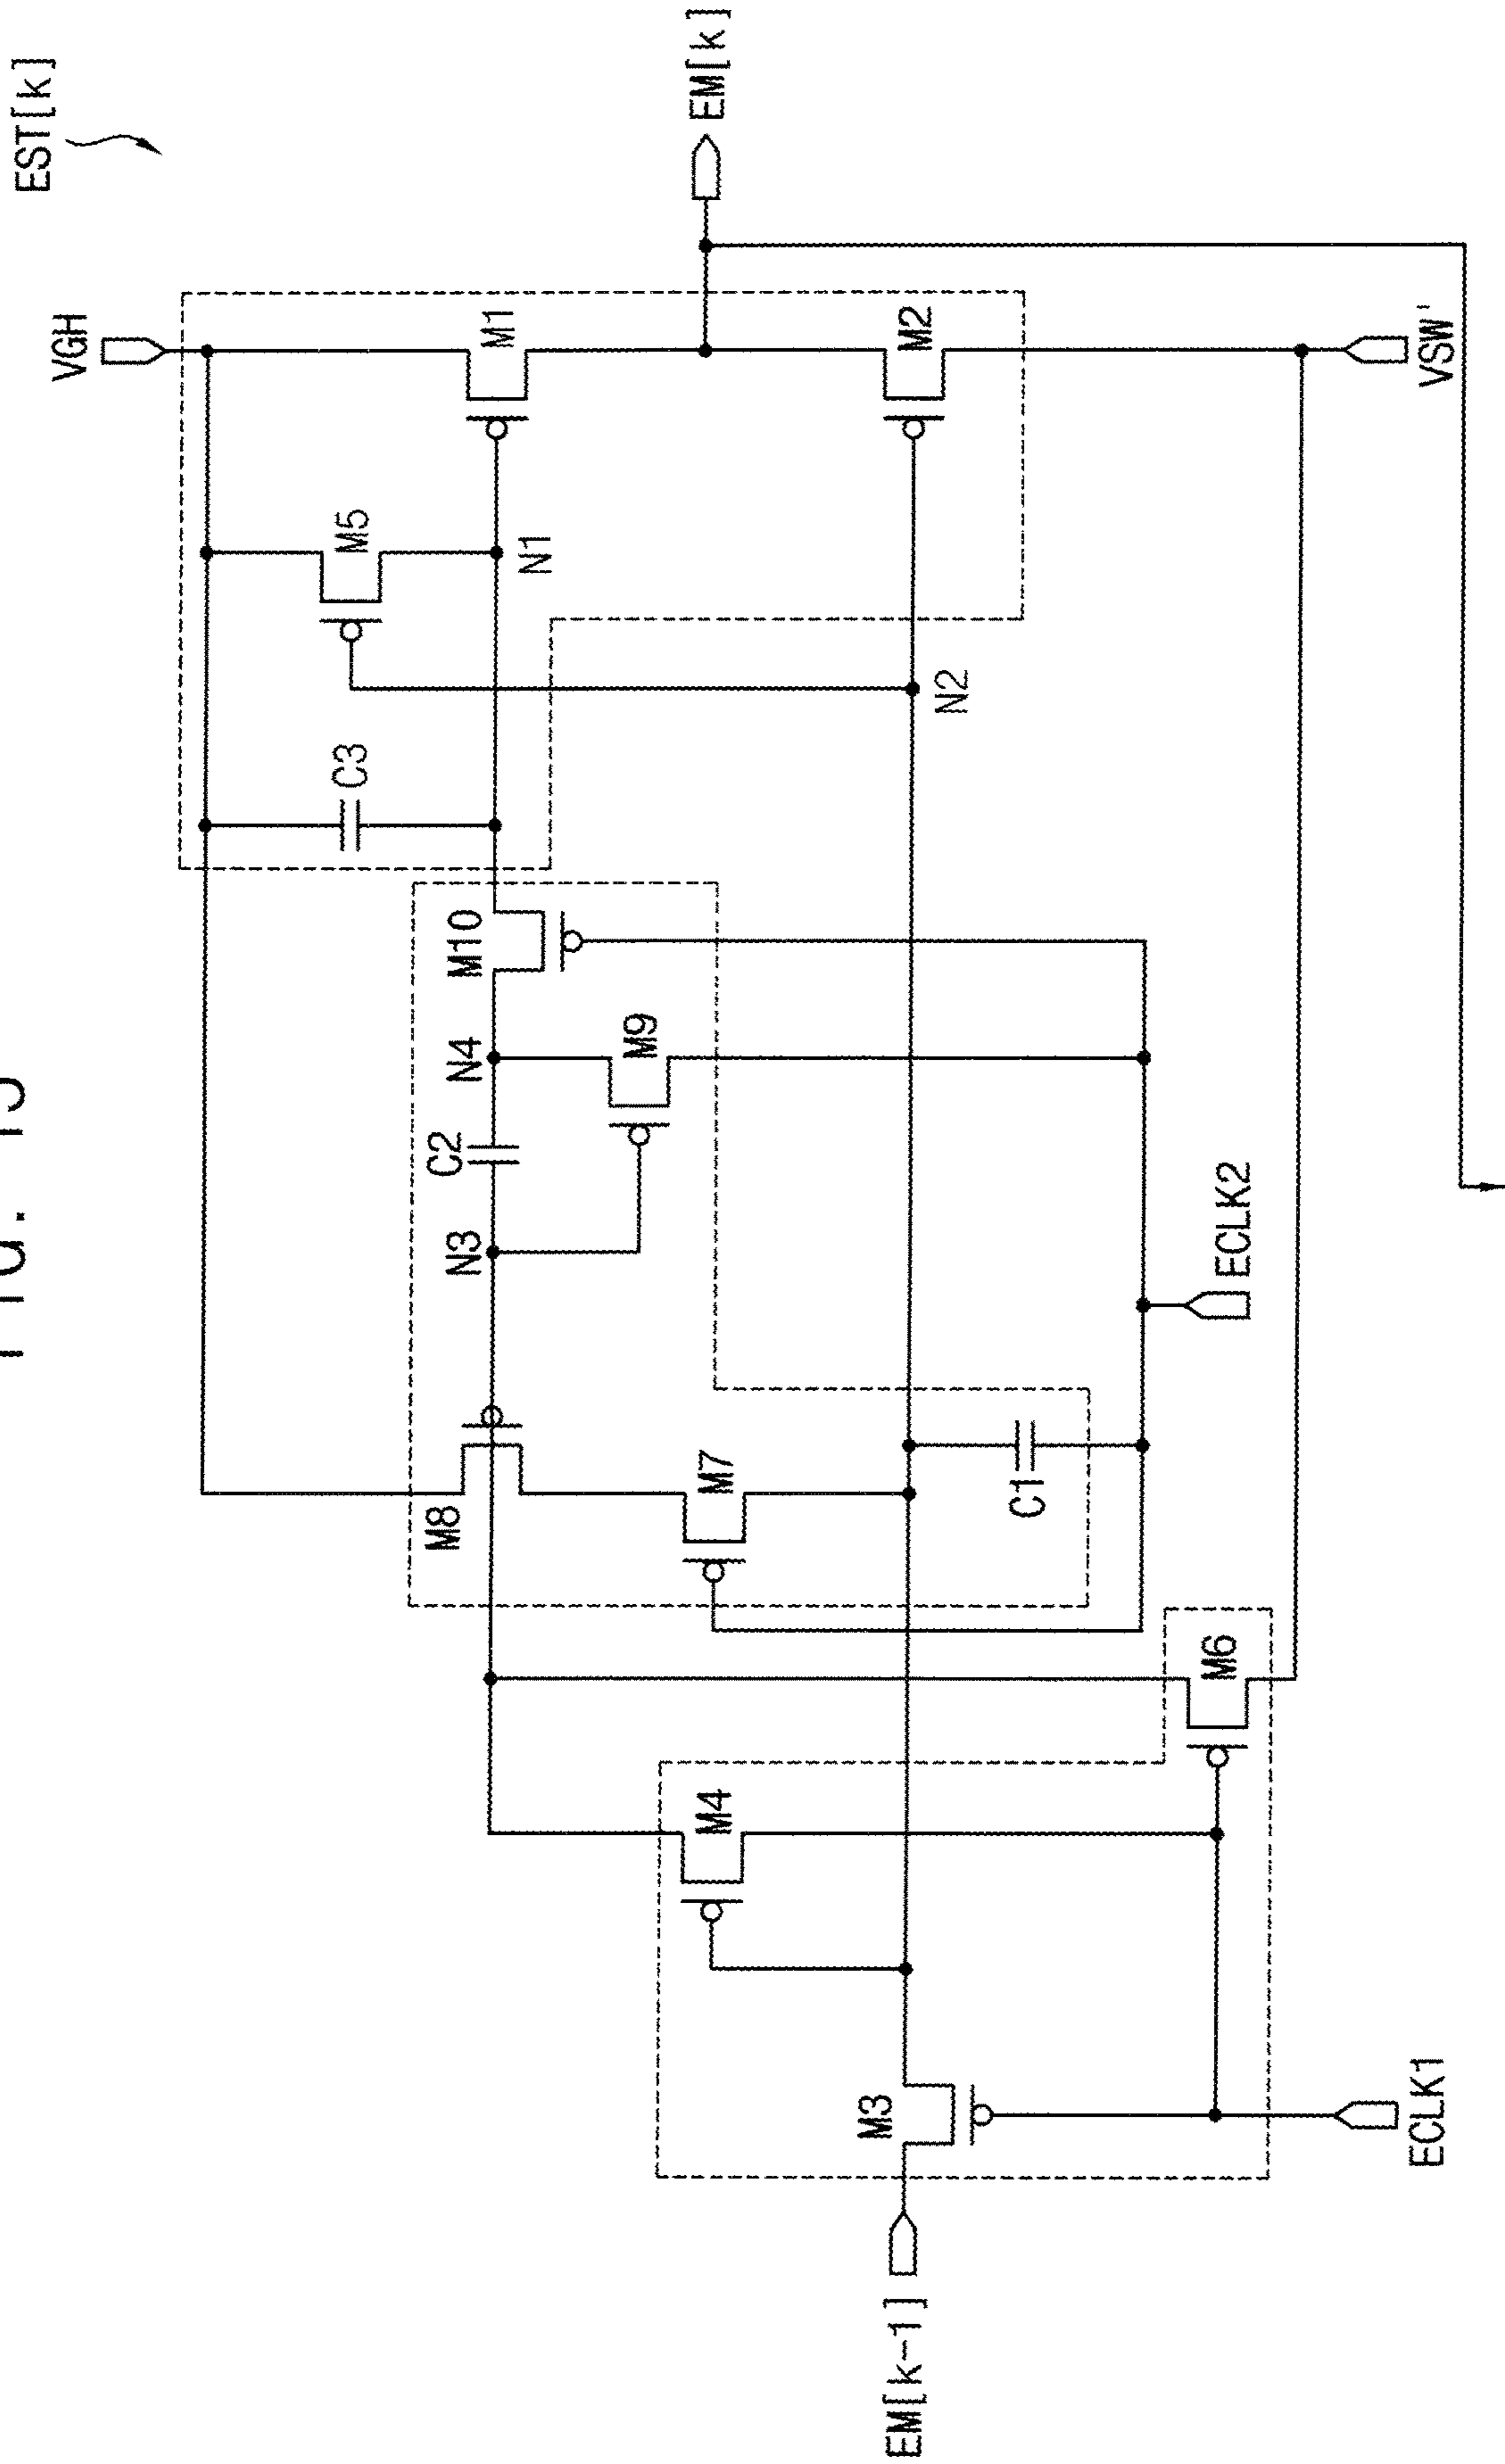 EST[k]
VGH
M1
EM[k]
M5
N1
M2
VSW'
C3
N2
M10
N4
M9
C2
N3
ECLK2
M8
M7
C1
M6
M4
M3
ECLK1
EM[k-1]